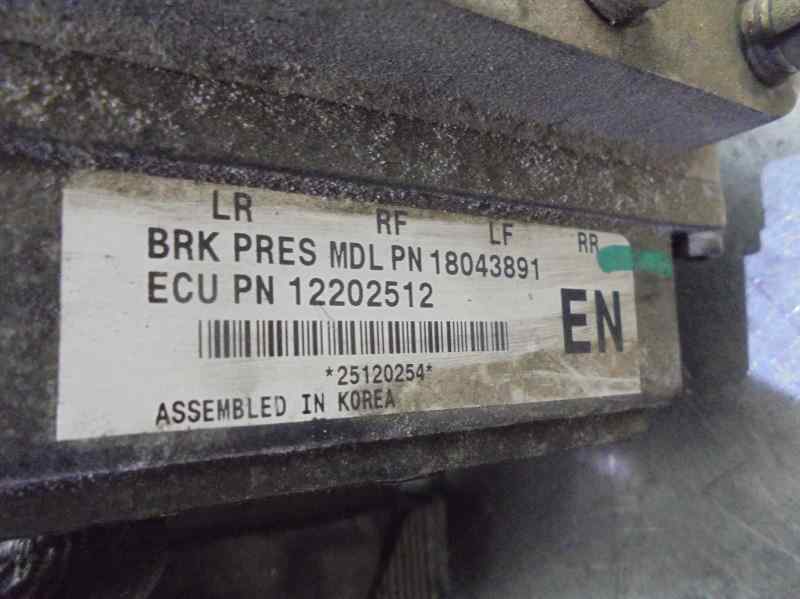 LR RF LF RR
BRK PRES MDL PN 18043891
ECU PN 12202512
EN
*25120254*
ASSEMBLED IN KOREA